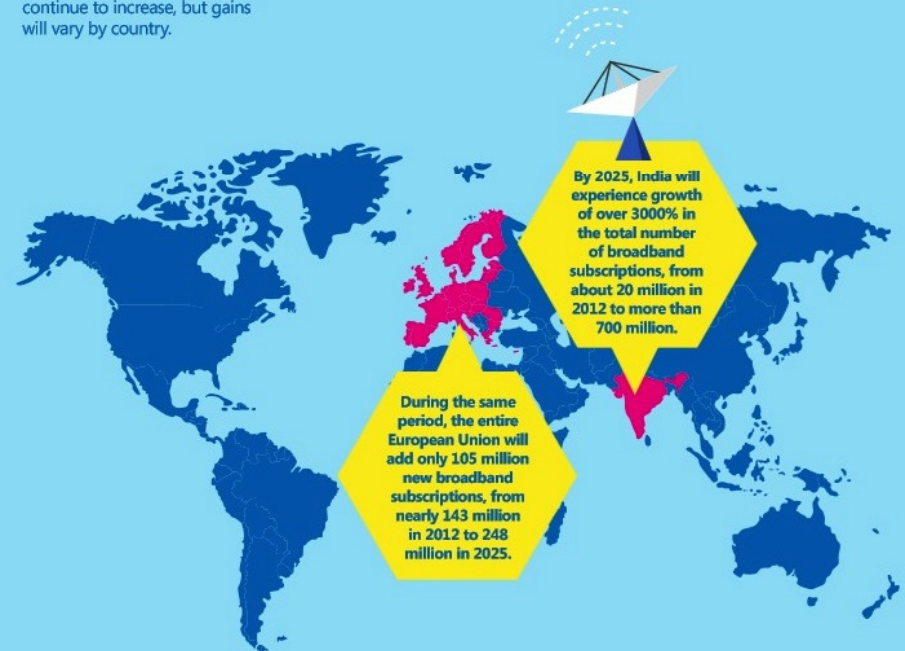 continue to increase, but gains
will vary by country.
By 2025, India will
experience growth
of over 3000% in
the total number
of broadband
subscriptions, from
about 20 million in
2012 to more than
700 million.
During the same
period, the entire
European Union will
add only 105 million
new broadband
subscriptions, from
nearly 143 million
in 2012 to 248
million in 2025.